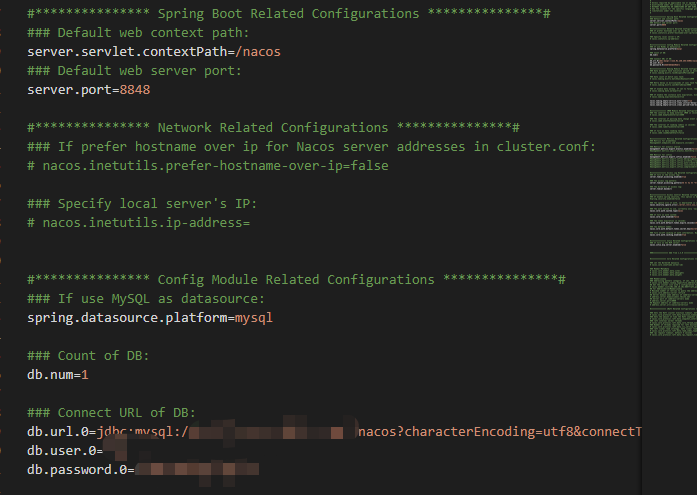 #*************** Spring Boot Related Configurations ***************#
### Default web context path:
server.servlet.contextPath=/nacos
### Default web server port:
server.port=8848
#*************** Network Related Configurations ***************#
### If prefer hostname over ip for Nacos server addresses in cluster.conf:
# nacos.inetutils.prefer-hostname-over-ip=false
### Specify local server's IP:
# nacos.inetutils.ip-address=
#*************** Config Module Related Configurations ***************#
### If use MySQL as datasource:
spring.datasource.platform=mysql
### Count of DB:
db.num=1
### Connect URL of DB:
db.url.0=jdbc:mysql:/ nacos?characterEncoding=utf8&connectT
db.user.0=
db.password.0=